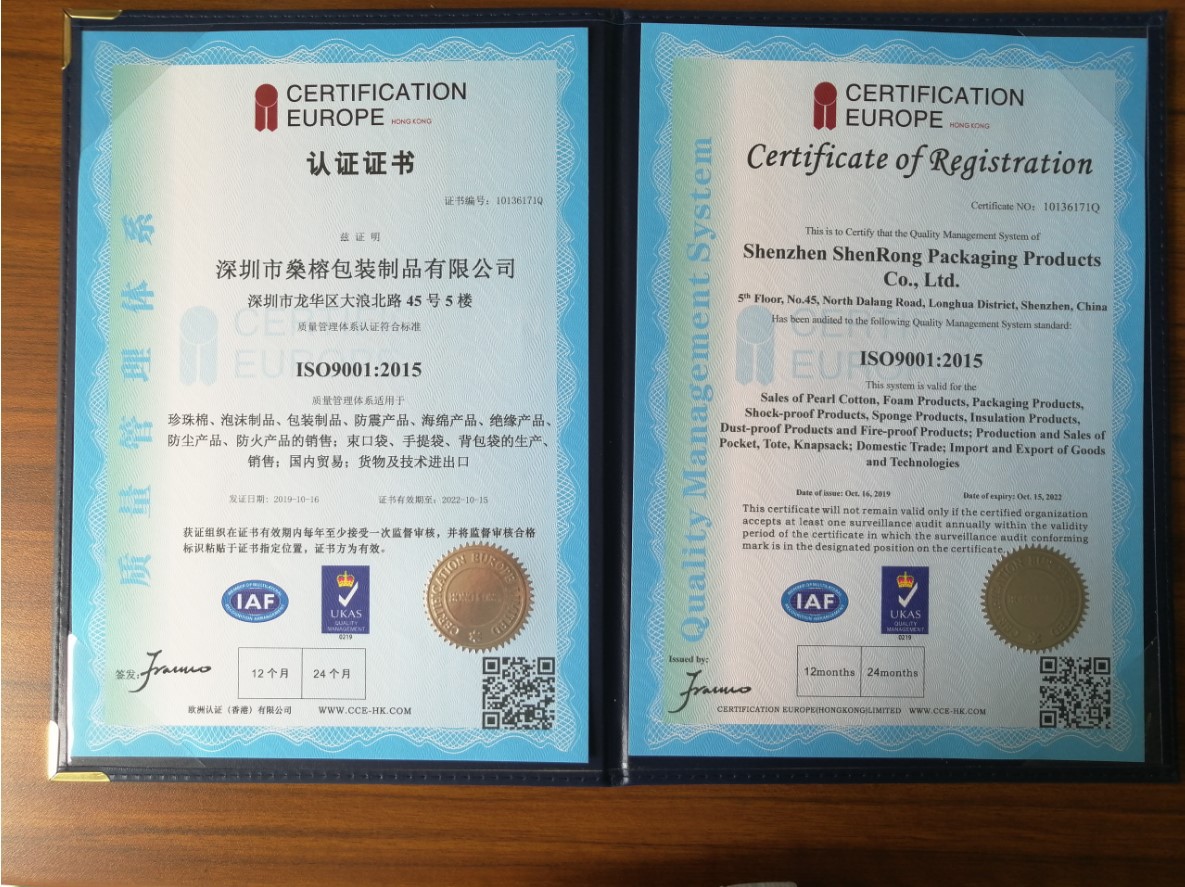 CERTIFICATION
EUROPE HONG KONG
认证证书
证书编号：10136171Q
兹 证 明
深圳市燊榕包装制品有限公司
深圳市龙华区大浪北路 45 号 5 楼
质量管理体系认证符合标准
CERTIFICATION
EUROPE
ISO9001:2015
质量管理体系适用于
珍珠棉、泡沫制品、包装制品、防震产品、海绵产品、绝缘产品、
防尘产品、防火产品的销售；束口袋、手提袋、背包袋的生产、
销售；国内贸易；货物及技术进出口
发证日期: 2019-10-16 证书有效期至: 2022-10-15
获证组织在证书有效期内每年至少接受一次监督审核，并将监督审核合格
标识粘贴于证书指定位置，证书方为有效。
质量管理体系
IAF
UKAS
QUALITY
MANAGEMENT
0219
CERTIFICATION EUROPE
签发:
12 个月 24 个月
欧洲认证（香港）有限公司 WWW.CCE-HK.COM
CERTIFICATION
EUROPE HONG KONG
Certificate of Registration
Certificate NO: 10136171Q
This is to Certify that the Quality Management System of
Shenzhen ShenRong Packaging Products
Co., Ltd.
5th Floor, No.45, North Dalang Road, Longhua District, Shenzhen, China
Has been audited to the following Quality Management System standard:
CERTIFICATION
EUROPE
ISO9001:2015
This system is valid for the
Sales of Pearl Cotton, Foam Products, Packaging Products,
Shock-proof Products, Sponge Products, Insulation Products,
Dust-proof Products and Fire-proof Products; Production and Sales of
Pocket, Tote, Knapsack; Domestic Trade; Import and Export of Goods
and Technologies
Date of issue: Oct. 16, 2019 Date of expiry: Oct. 15, 2022
This certificate will not remain valid only if the certified organization
accepts at least one surveillance audit annually within the validity
period of the certificate in which the surveillance audit conforming
mark is in the designated position on the certificate.
Quality Management System
IAF
UKAS
QUALITY
MANAGEMENT
0219
Issued by:
12months 24months
CERTIFICATION EUROPE(HONGKONG)LIMITED WWW.CCE-HK.COM